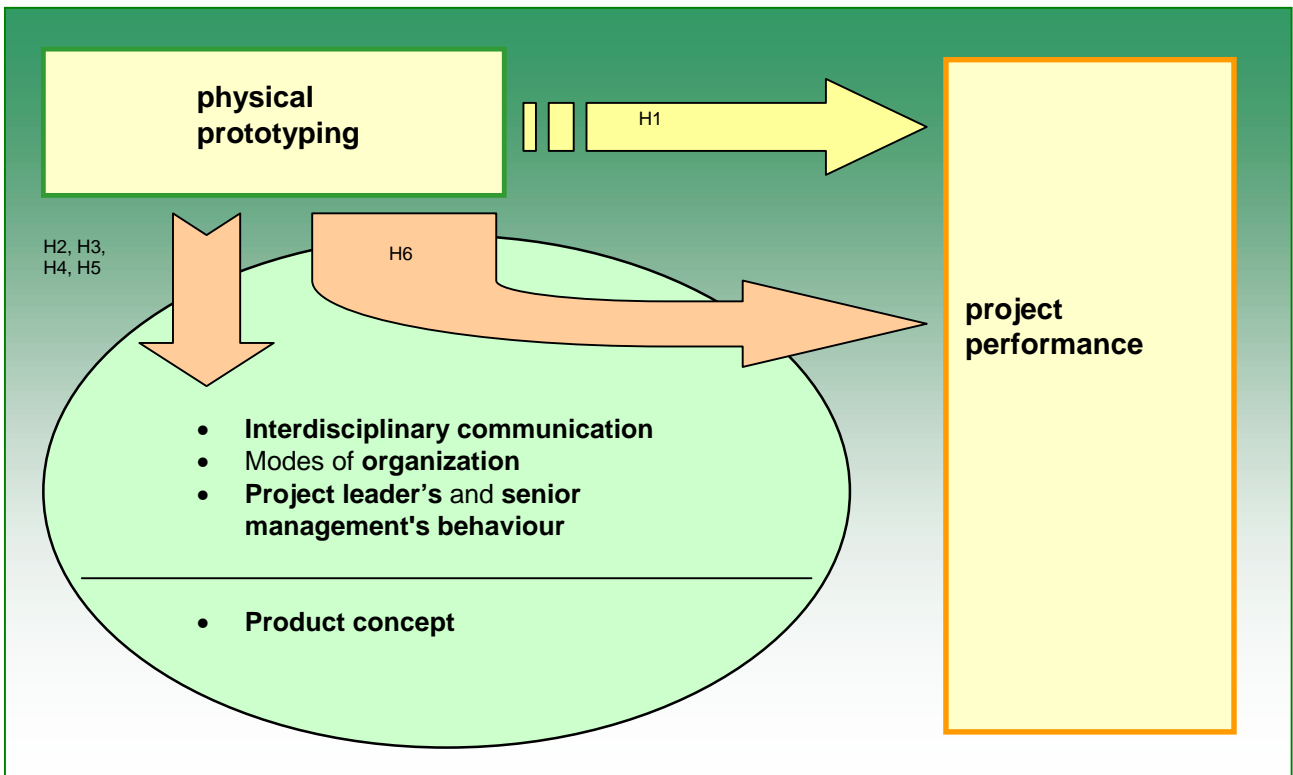 physical
prototyping
H1
H2, H3,
H4, H5
H6
project
performance
• Interdisciplinary communication
• Modes of organization
• Project leader’s and senior
management's behaviour
• Product concept